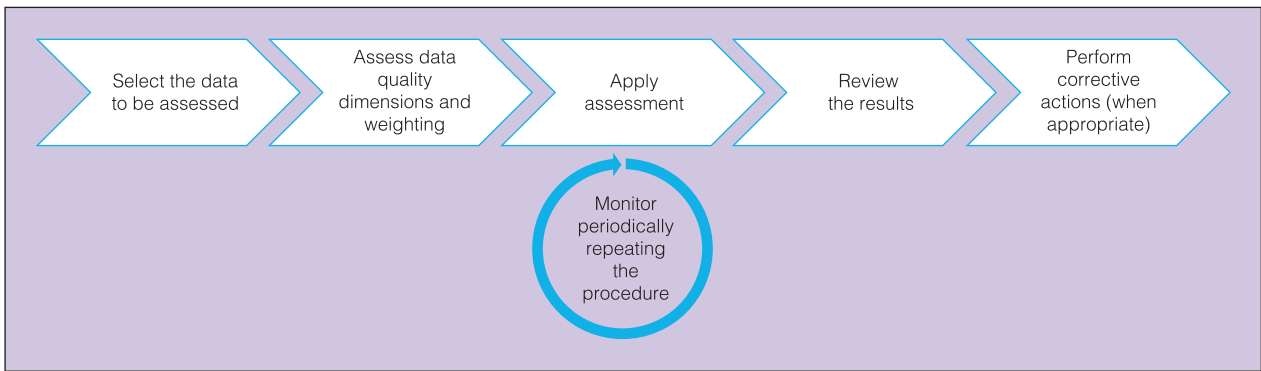 Select the data
to be assessed
Assess data
quality
dimensions and
weighting
Apply
assessment
Review
the results
Perform
corrective
actions (when
appropriate)
Monitor
periodically
repeating
the
procedure